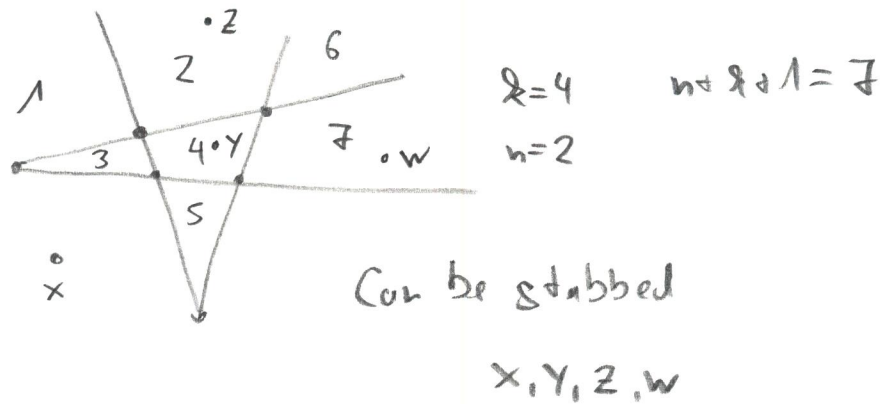 Z
2
6
1
k=4
n+k+1=7
3
4
Y
7
W
n=2
5
X
Can be stabbed
X, Y, Z, W